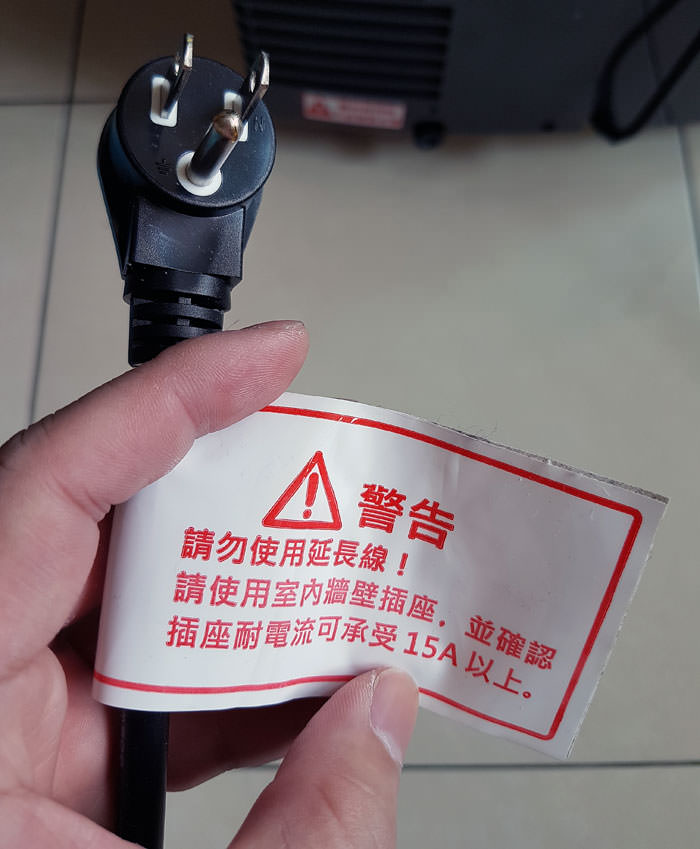 警告
請勿使用延長線！
請使用室內牆壁插座，並確認
插座耐電流可承受 15A 以上。